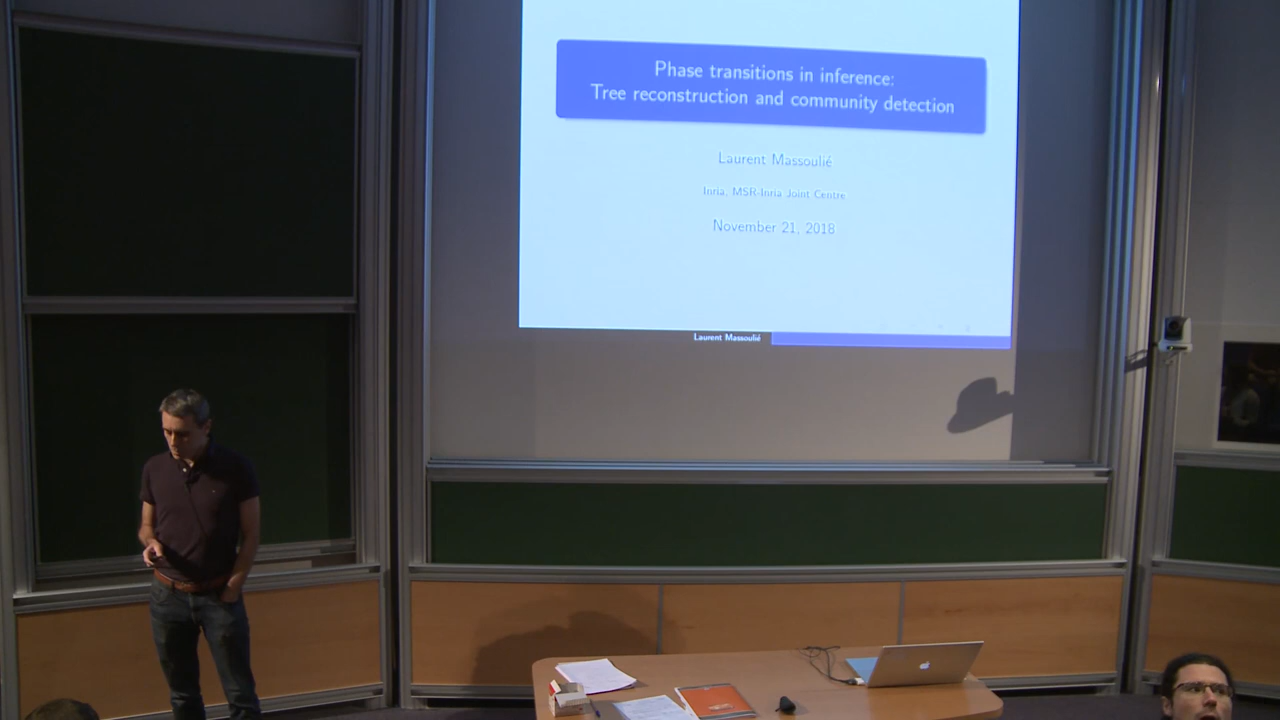 Phase transitions in inference:
Tree reconstruction and community detection
Laurent Massoulié
Inria, MSR-Inria Joint Centre
November 21, 2018
Laurent Massoulié